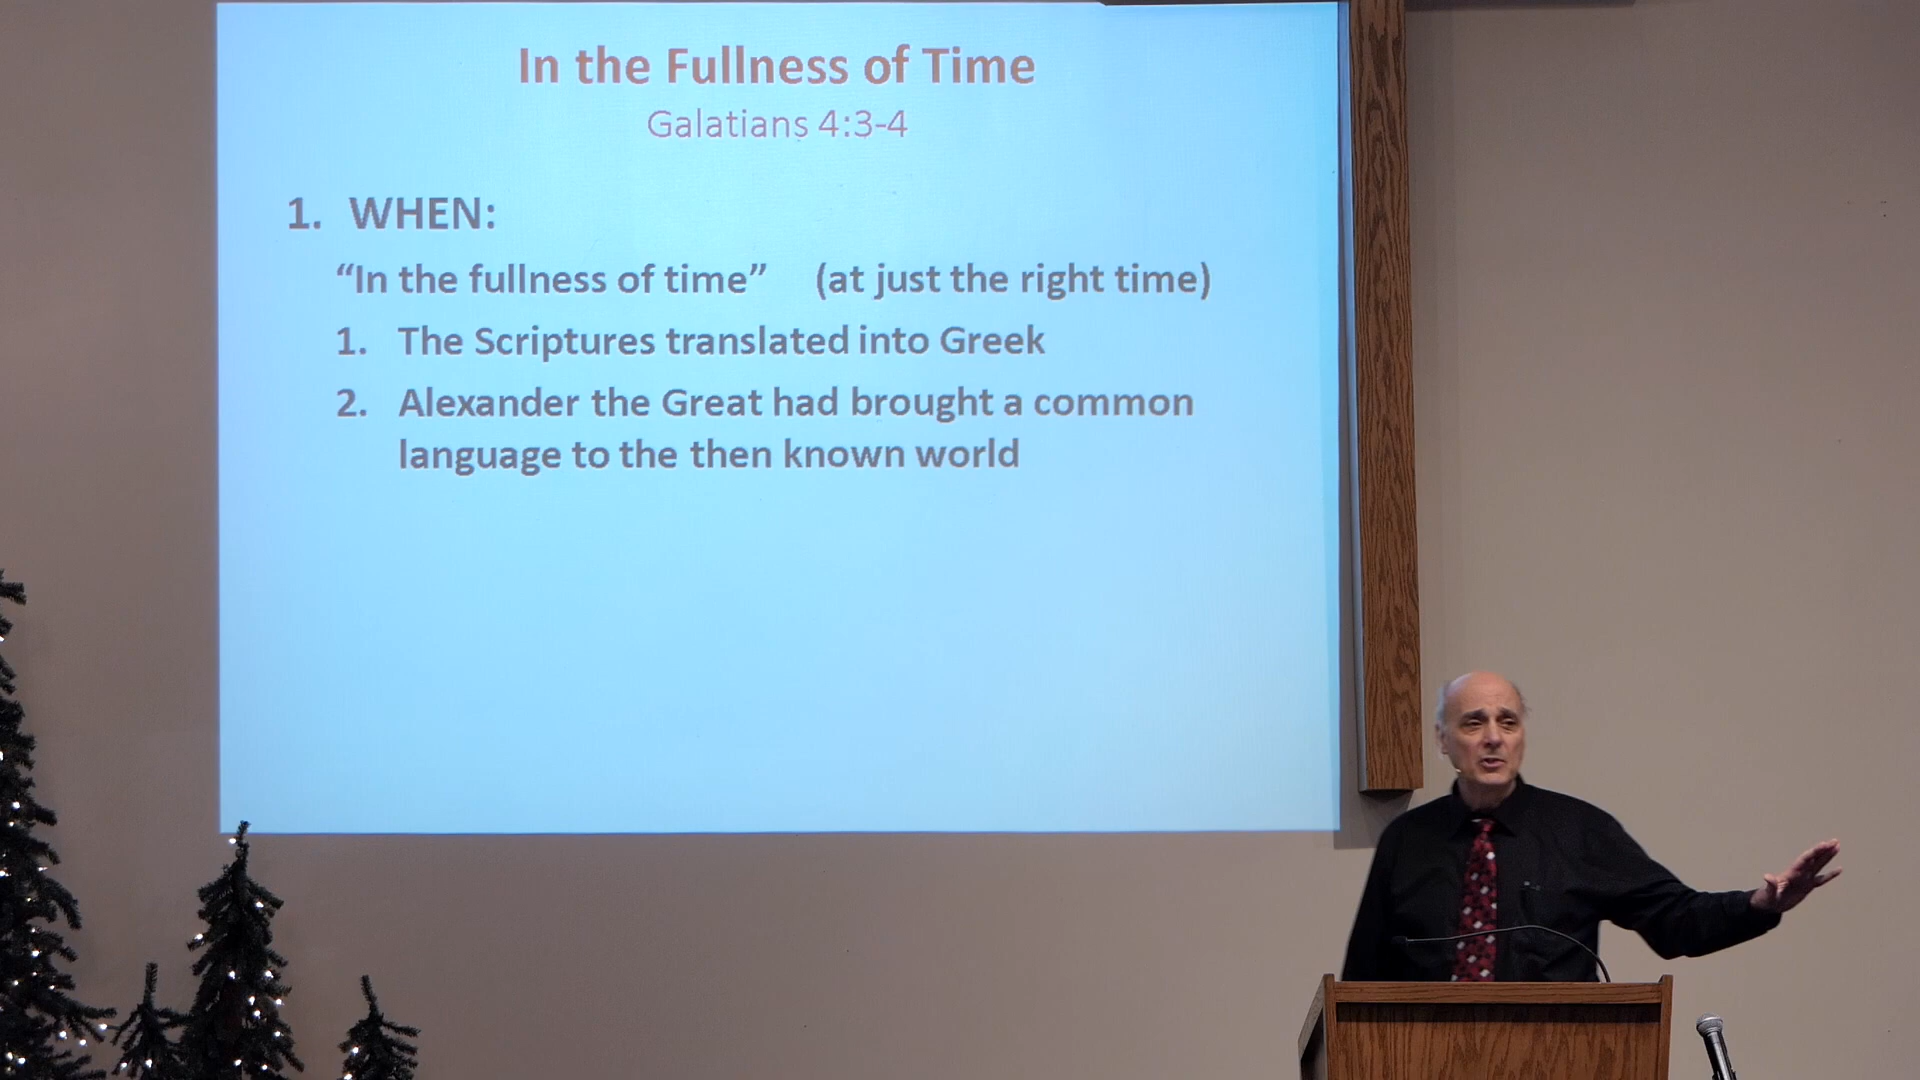 In the Fullness of Time
Galatians 4:3-4
1. WHEN:
“In the fullness of time” (at just the right time)
1. The Scriptures translated into Greek
2. Alexander the Great had brought a common
language to the then known world